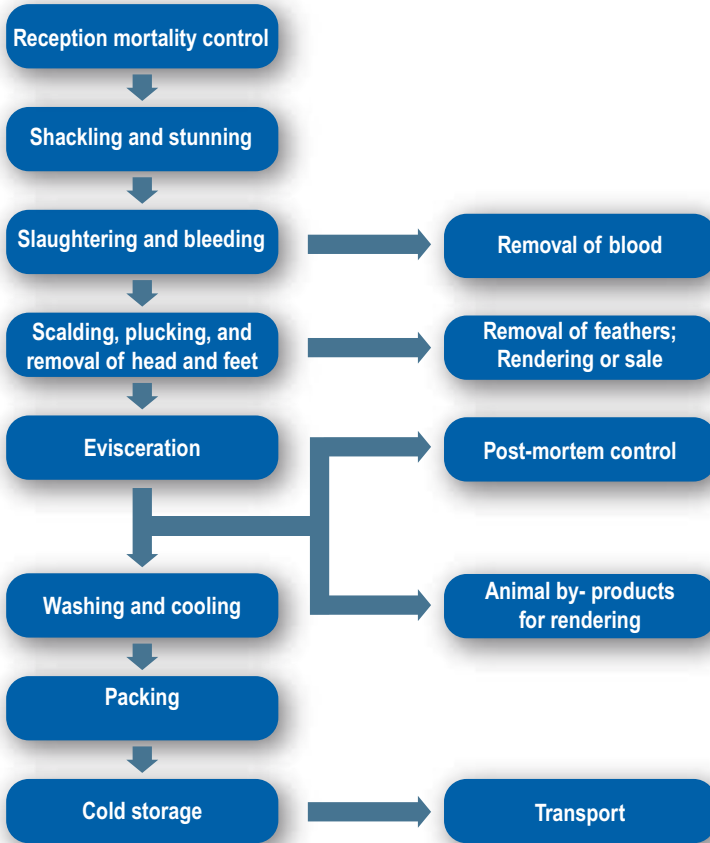 Reception mortality control
Shackling and stunning
Slaughtering and bleeding
Removal of blood
Scalding, plucking, and
removal of head and feet
Removal of feathers;
Rendering or sale
Evisceration
Post-mortem control
Washing and cooling
Animal by- products
for rendering
Packing
Cold storage
Transport